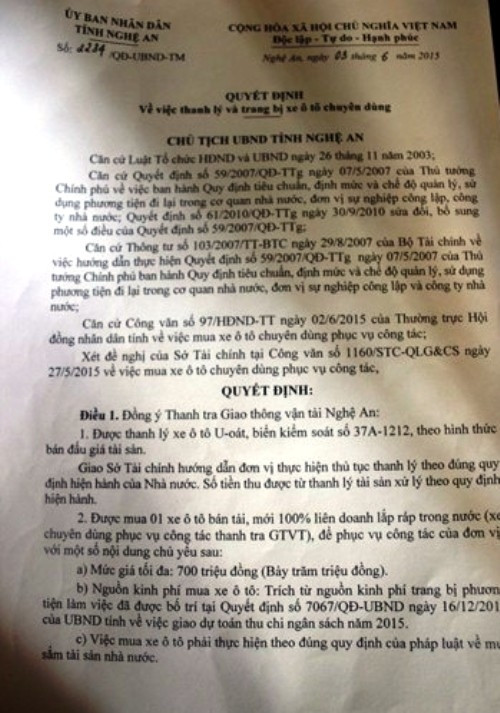 ỦY BAN NHÂN DÂN
TỈNH NGHỆ AN
Số: 2234 /QĐ-UBND-TM
CỘNG HÒA XÃ HỘI CHỦ NGHĨA VIỆT NAM
Độc lập - Tự do - Hạnh phúc
Nghệ An, ngày 03 tháng 6 năm 2015
QUYẾT ĐỊNH
Về việc thanh lý và trang bị xe ô tô chuyên dùng
CHỦ TỊCH UBND TỈNH NGHỆ AN
Căn cứ Luật Tổ chức HĐND và UBND ngày 26 tháng 11 năm 2003;
Căn cứ Quyết định số 59/2007/QĐ-TTg ngày 07/5/2007 của Thủ tướng
Chính phủ về việc ban hành Quy định tiêu chuẩn, định mức và chế độ quản lý, sử
dụng phương tiện đi lại trong cơ quan nhà nước, đơn vị sự nghiệp công lập, công
ty nhà nước; Quyết định số 61/2010/QĐ-TTg ngày 30/9/2010 sửa đổi, bổ sung
một số điều của Quyết định số 59/2007/QĐ-TTg;
Căn cứ Thông tư số 103/2007/TT-BTC ngày 29/8/2007 của Bộ Tài chính về
việc hướng dẫn thực hiện Quyết định số 59/2007/QĐ-TTg ngày 07/5/2007 của Thủ
tướng Chính phủ ban hành Quy định tiêu chuẩn, định mức và chế độ quản lý, sử dụng
phương tiện đi lại trong cơ quan nhà nước, đơn vị sự nghiệp công lập và công ty nhà
nước;
Căn cứ Công văn số 97/HĐND-TT ngày 02/6/2015 của Thường trực Hội
đồng nhân dân tỉnh về việc mua xe ô tô chuyên dùng phục vụ công tác;
Xét đề nghị của Sở Tài chính tại Công văn số 1160/STC-QLG&CS ngày
27/5/2015 về việc mua xe ô tô chuyên dùng phục vụ công tác,
QUYẾT ĐỊNH:
Điều 1. Đồng ý Thanh tra Giao thông vận tải Nghệ An:
1. Được thanh lý xe ô tô U-oát, biển kiểm soát số 37A-1212, theo hình thức
bán đấu giá tài sản.
Giao Sở Tài chính hướng dẫn đơn vị thực hiện thủ tục thanh lý theo đúng quy
định hiện hành của Nhà nước. Số tiền thu được từ thanh lý tài sản xử lý theo quy định
hiện hành.
2. Được mua 01 xe ô tô bán tải, mới 100% liên doanh lắp ráp trong nước (xe
chuyên dùng phục vụ công tác thanh tra GTVT), để phục vụ công tác của đơn vị
với một số nội dung chủ yếu sau:
a) Mức giá tối đa: 700 triệu đồng (Bảy trăm triệu đồng).
b) Nguồn kinh phí mua xe ô tô: Trích từ nguồn kinh phí trang bị phươn
tiện làm việc đã được bố trí tại Quyết định số 7067/QĐ-UBND ngày 16/12/201
của UBND tỉnh về việc giao dự toán thu chi ngân sách năm 2015.
c) Việc mua xe ô tô phải thực hiện theo đúng quy định của pháp luật về mu
sắm tài sản nhà nước.